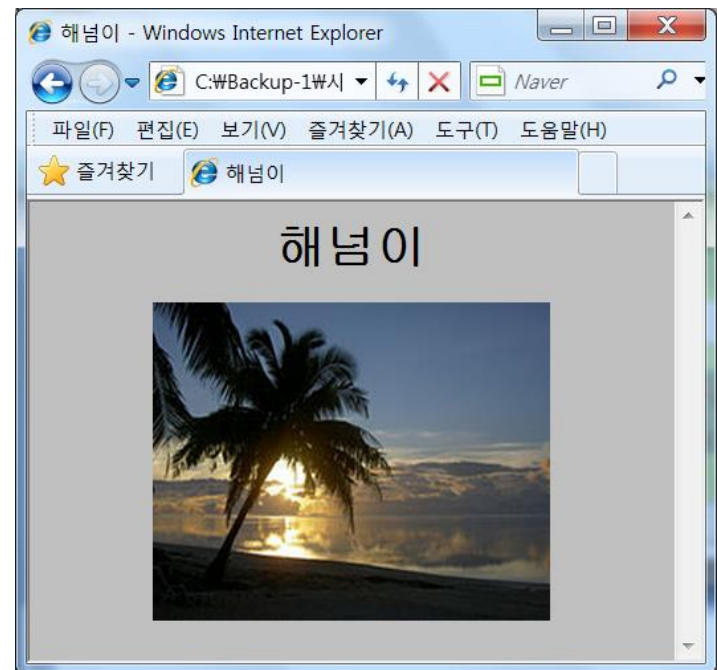 해넘이 - Windows Internet Explorer
C:₩Backup-1₩시
Naver
파일(F) 편집(E) 보기(V) 즐겨찾기(A) 도구(T) 도움말(H)
즐겨찾기 해넘이
해넘이